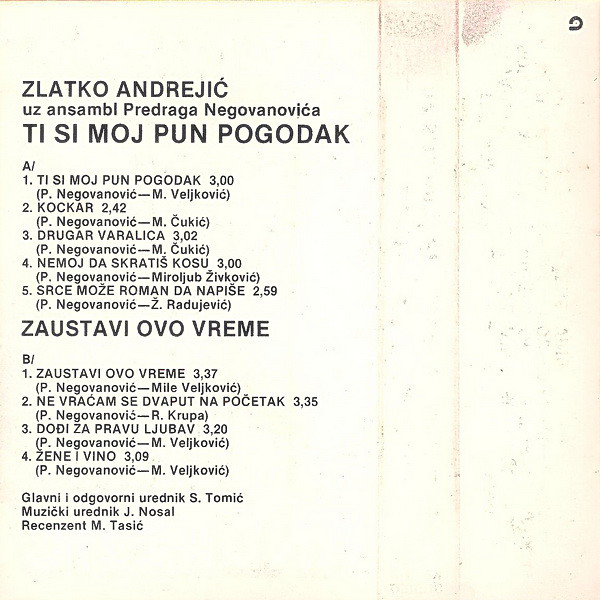 ZLATKO ANDREJIĆ
uz ansambl Predraga Negovanovića
TI SI MOJ PUN POGODAK
A/
1. TI SI MOJ PUN POGODAK 3,00
(P. Negovanović—M. Veljković)
2. KOCKAR 2,42
(P. Negovanović—M. Čukić)
3. DRUGAR VARALICA 3,02
(P. Negovanović—M. Čukić)
4. NEMOJ DA SKRATIŠ KOSU 3,00
(P. Negovanović—Miroljub Živković)
5. SRCE MOŽE ROMAN DA NAPIŠE 2,59
(P. Negovanović—Ž. Radujević)
ZAUSTAVI OVO VREME
B/
1. ZAUSTAVI OVO VREME 3,37
(P. Negovanović—Mile Veljković)
2. NE VRAĆAM SE DVAPUT NA POČETAK 3,35
(P. Negovanović—R. Krupa)
3. DOĐI ZA PRAVU LJUBAV 3,20
(P. Negovanović—M. Veljković)
4. ŽENE I VINO 3,09
(P. Negovanović—M. Veljković)
Glavni i odgovorni urednik S. Tomić
Muzički urednik J. Nosal
Recenzent M. Tasić